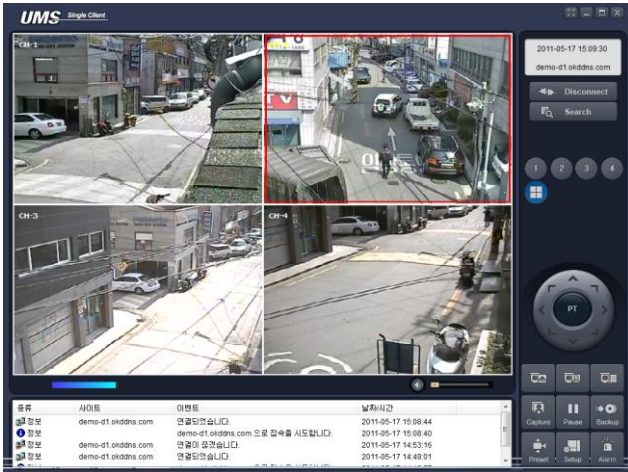 UMS Single Client
2011-05-17 15:09:30
demo-d1.okddns.com
Disconnect
Search
1 2 3 4
CH-1
CH-3
CH-4
PT
Capture Pause Backup
Preset Setup Alarm
종류 사이트 이벤트 날짜/시간
정보 demo-d1.okddns.com 연결되었습니다. 2011-05-17 15:08:44
정보 demo-d1.okddns.com 으로 접속을 시도합니다. 2011-05-17 15:08:40
정보 demo-d1.okddns.com 연결이 끊겼습니다. 2011-05-17 14:53:16
정보 demo-d1.okddns.com 연결되었습니다. 2011-05-17 14:49:01